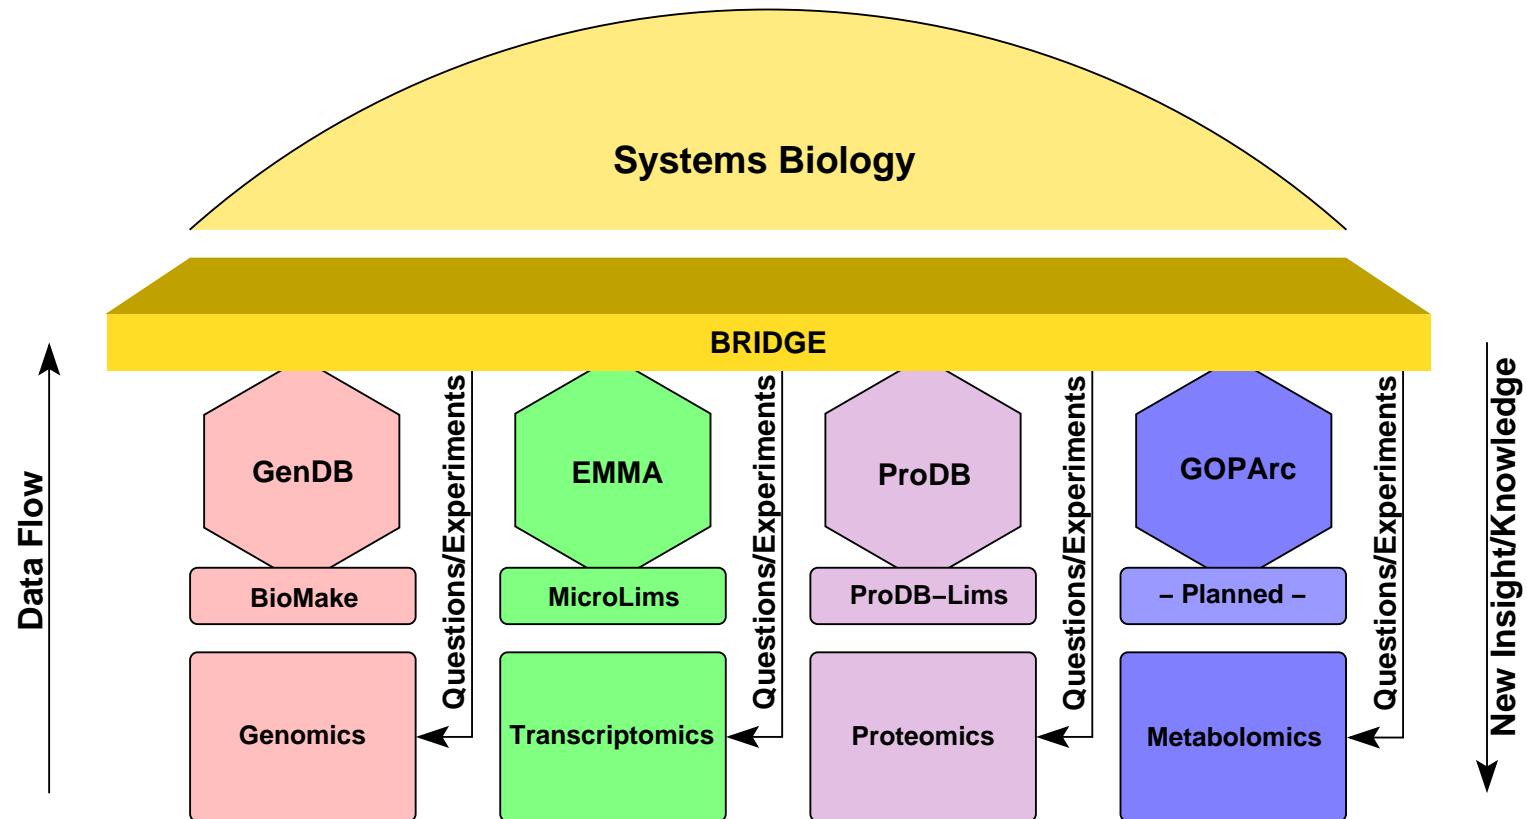 Systems Biology
BRIDGE
Data Flow
GenDB
Questions/Experiments
EMMA
Questions/Experiments
ProDB
Questions/Experiments
GOPArc
Questions/Experiments
New Insight/Knowledge
BioMake
MicroLims
ProDB–Lims
– Planned –
Genomics
Transcriptomics
Proteomics
Metabolomics